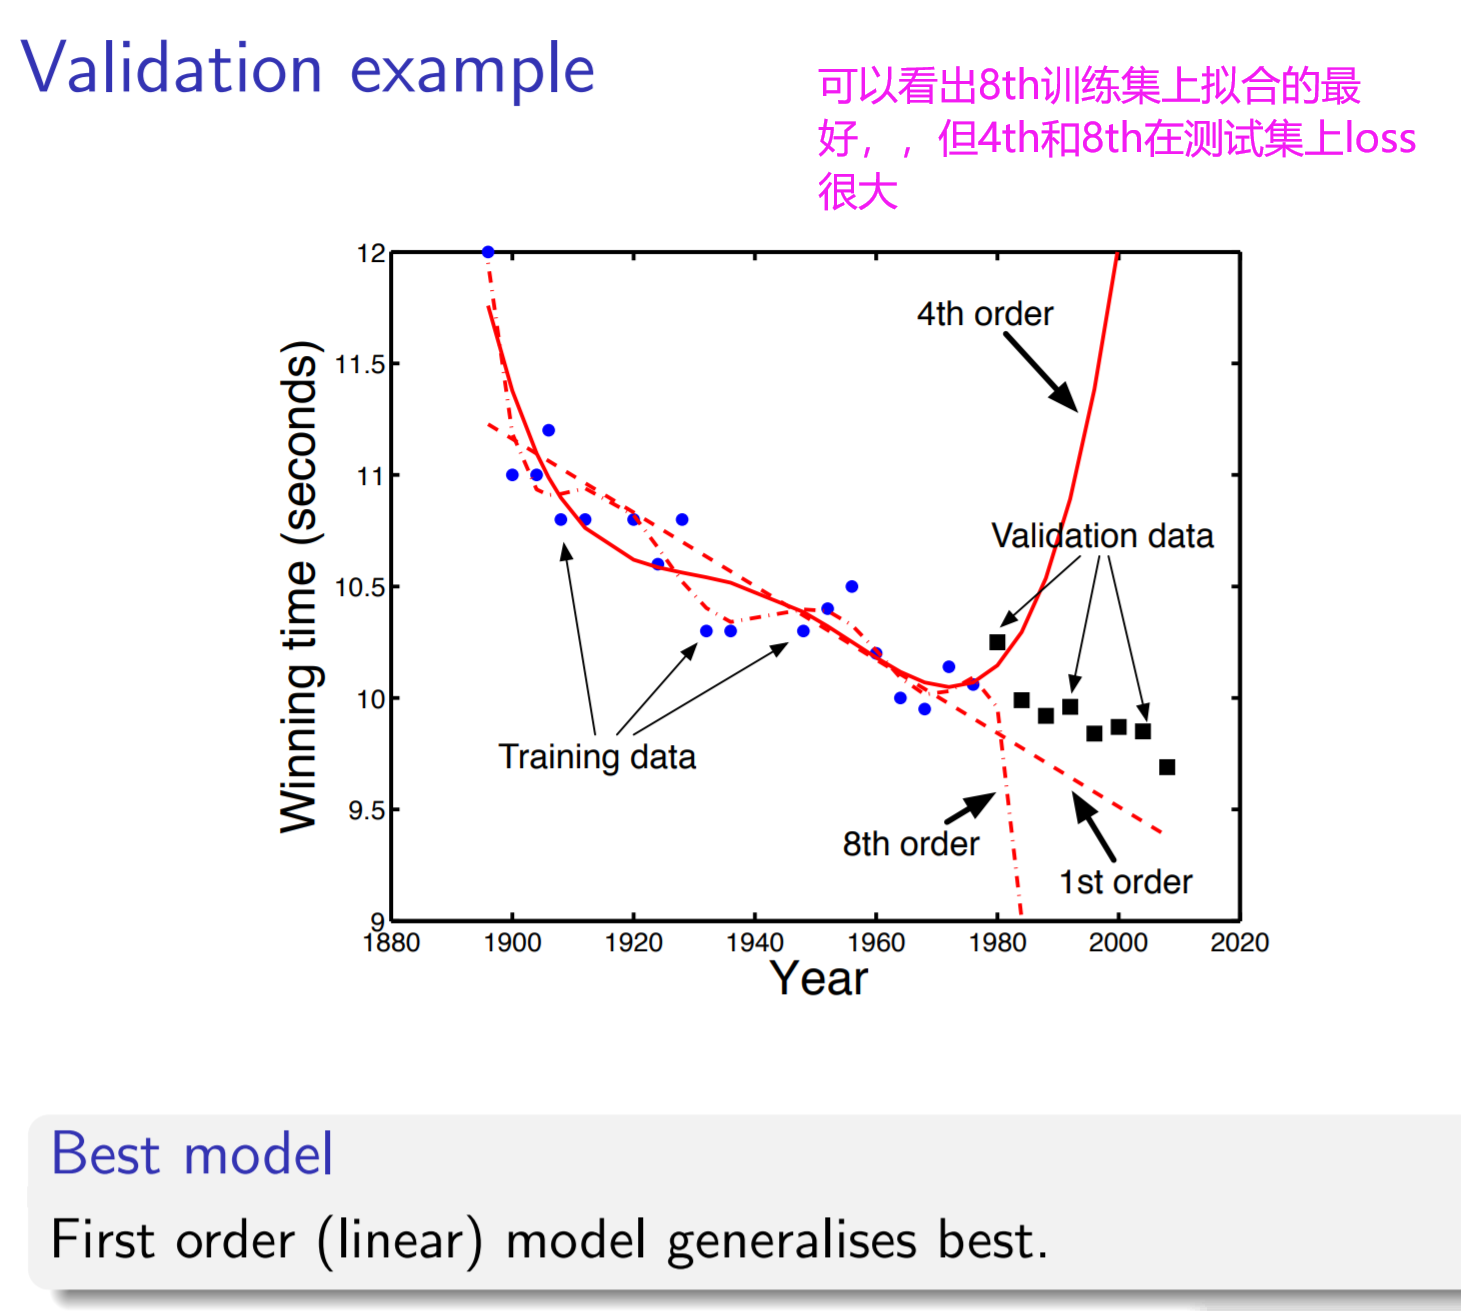 Validation example
可以看出8th训练集上拟合的最
好，，但4th和8th在测试集上loss
很大
12
11.5
11
10.5
10
9.5
9
Winning time (seconds)
4th order
Validation data
Training data
8th order
1st order
1880 1900 1920 1940 1960 1980 2000 2020
Year
Best model
First order (linear) model generalises best.